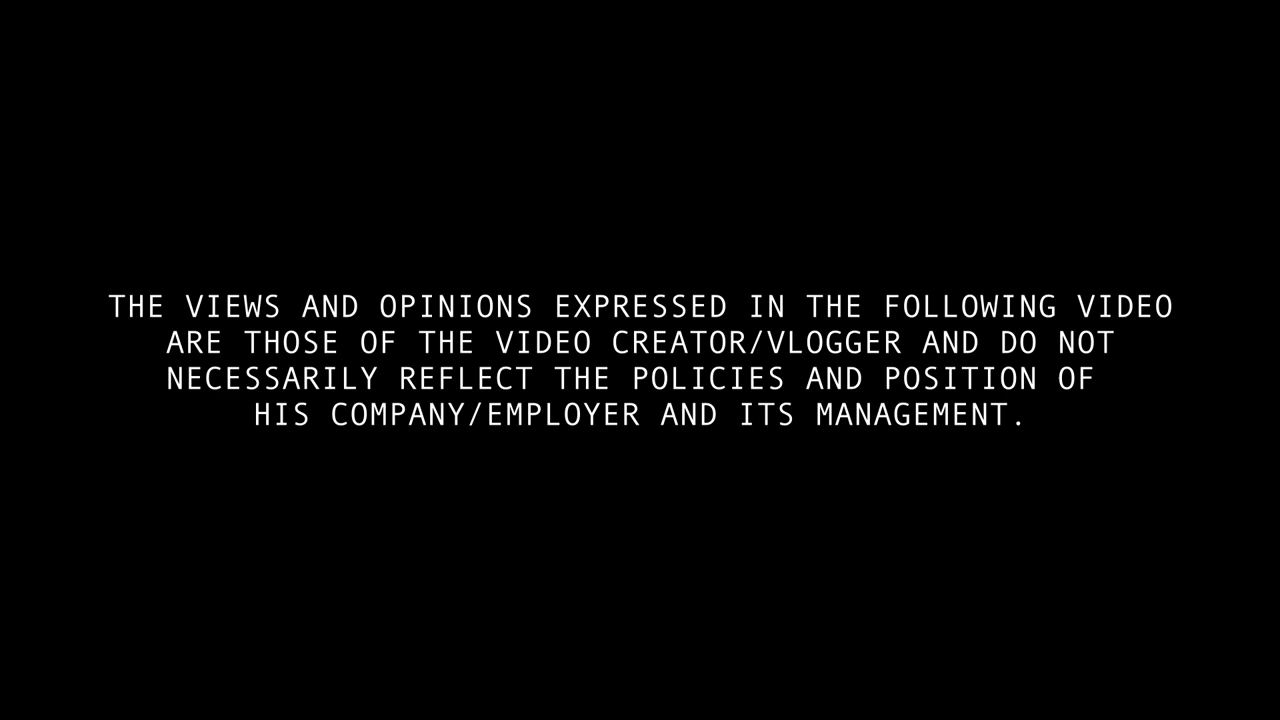 THE VIEWS AND OPINIONS EXPRESSED IN THE FOLLOWING VIDEO
ARE THOSE OF THE VIDEO CREATOR/VLOGGER AND DO NOT
NECESSARILY REFLECT THE POLICIES AND POSITION OF
HIS COMPANY/EMPLOYER AND ITS MANAGEMENT.